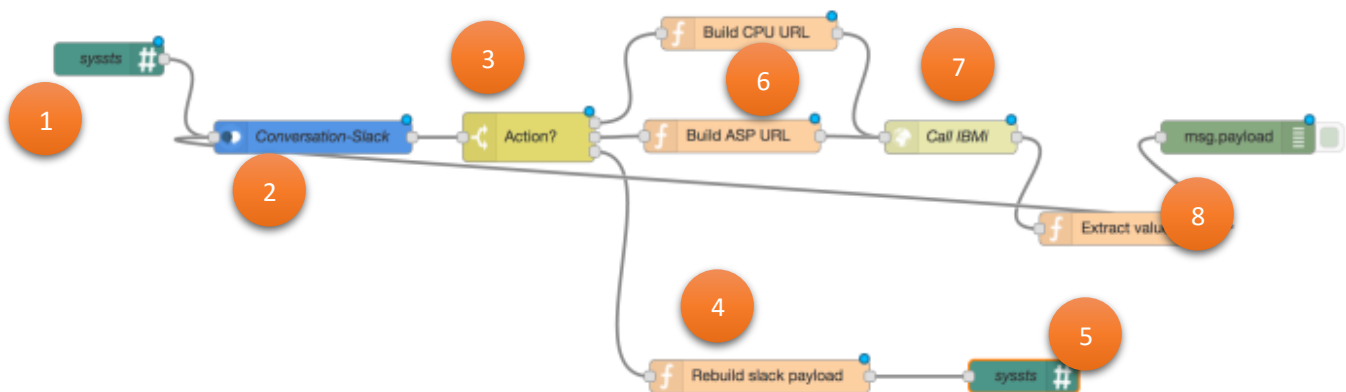 Build CPU URL
syssts
3
6
7
1
Conversation-Slack
Action?
Build ASP URL
Call IBMi
msg.payload
2
8
Extract valu
4
5
Rebuild slack payload
syssts